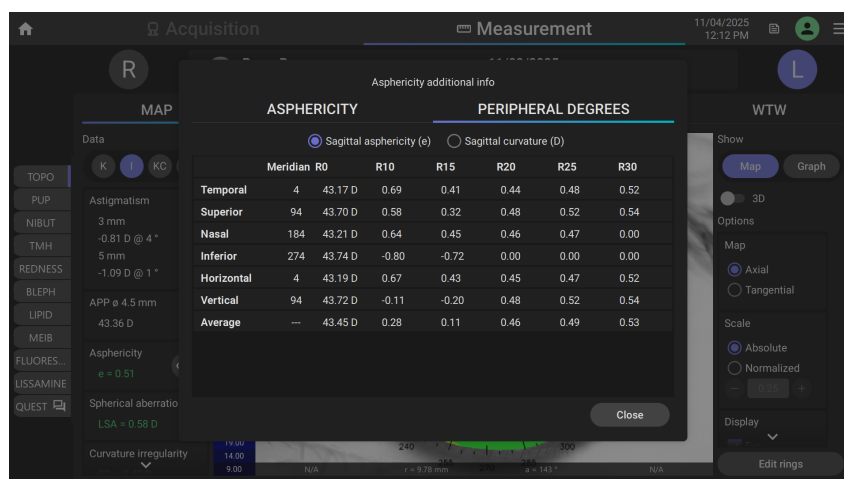 Acquisition
Measurement
11/04/2025
12:12 PM
R
L
Asphericity additional info
ASPHERICITY
PERIPHERAL DEGREES
MAP
WTW
Sagittal asphericity (e)
Sagittal curvature (D)
Meridian R0 R10 R15 R20 R25 R30
Temporal 4 43.17 D 0.69 0.41 0.44 0.48 0.52
Superior 94 43.70 D 0.58 0.32 0.48 0.52 0.54
Nasal 184 43.21 D 0.64 0.45 0.46 0.47 0.00
Inferior 274 43.74 D -0.80 -0.72 0.00 0.00 0.00
Horizontal 4 43.19 D 0.67 0.43 0.45 0.47 0.52
Vertical 94 43.72 D -0.11 -0.20 0.48 0.52 0.54
Average --- 43.45 D 0.28 0.11 0.46 0.49 0.53
Close
Data
K I KC
TOPO
PUP
NIBUT
TMH
REDNESS
BLEPH
LIPID
MEIB
FLUORES...
LISSAMINE
QUEST
Astigmatism
3 mm
-0.81 D @ 4 °
5 mm
-1.09 D @ 1 °
APP ø 4.5 mm
43.36 D
Asphericity
e = 0.51
Spherical aberratio
LSA = 0.58 D
Curvature irregularity
19.00
14.00
9.00
N/A
r = 9.78 mm
240
255
270
300
a = 143 °
N/A
Show
Map
Graph
3D
Options
Map
Axial
Tangential
Scale
Absolute
Normalized
0.25
Display
Edit rings